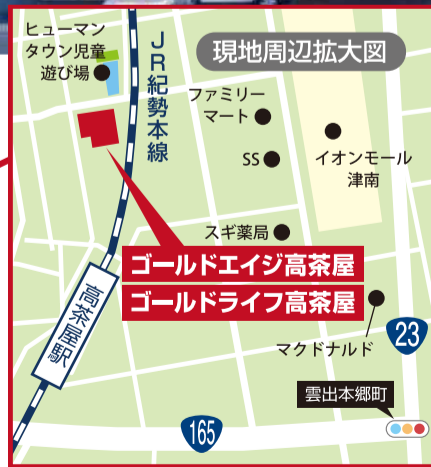 現地周辺拡大図
ヒューマン
タウン児童
遊び場
JR紀勢本線
ファミリー
マート
SS
イオンモール
津南
スギ薬局
ゴールドエイジ高茶屋
ゴールドライフ高茶屋
高茶屋駅
マクドナルド
23
雲出本郷町
165